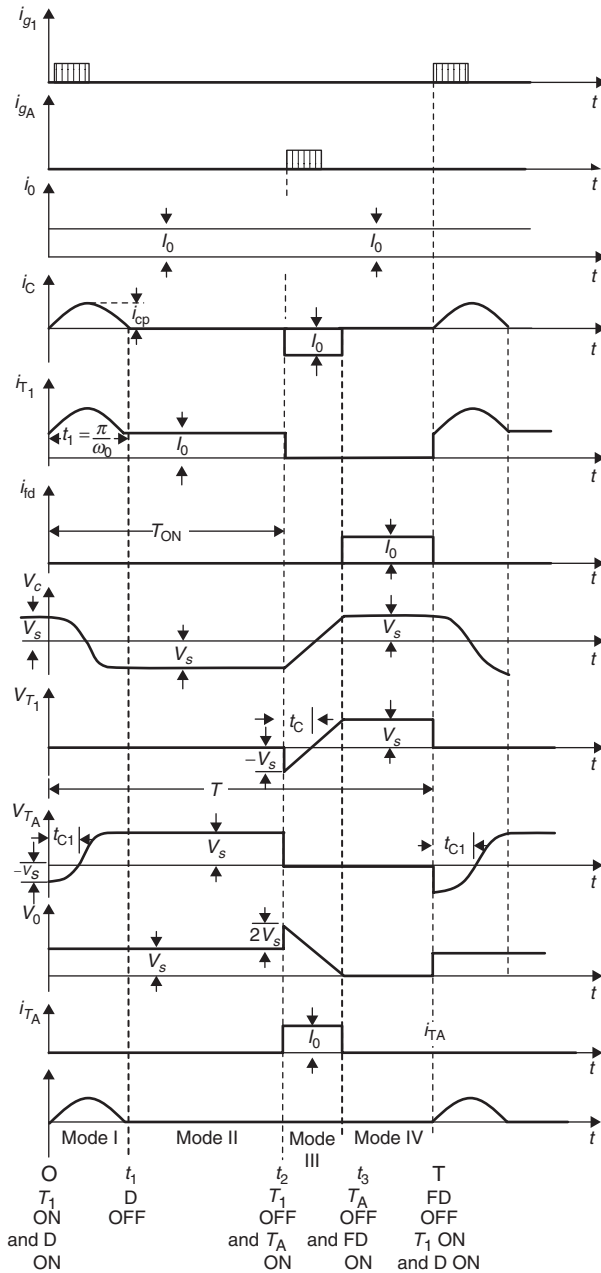 i_g1
t
i_gA
t
i_0
I_0
I_0
t
i_C
i_cp
I_0
t
i_T1
t_1 = π/ω_0
I_0
t
i_fd
T_ON
I_0
t
V_c
V_s
V_s
V_s
t
V_T1
t_C
–V_s
V_s
t
T
V_TA
t_C1
–V_s
V_s
t_C1
t
V_0
V_s
2V_s
t
i_TA
I_0
i_TA
t
Mode I
Mode II
Mode III
Mode IV
t
O
t_1
t_2
t_3
T
T_1
D
T_1
T_A
FD
ON
OFF
OFF
OFF
OFF
and D
and T_A
and FD
T_1 ON
ON
ON
ON
and D ON